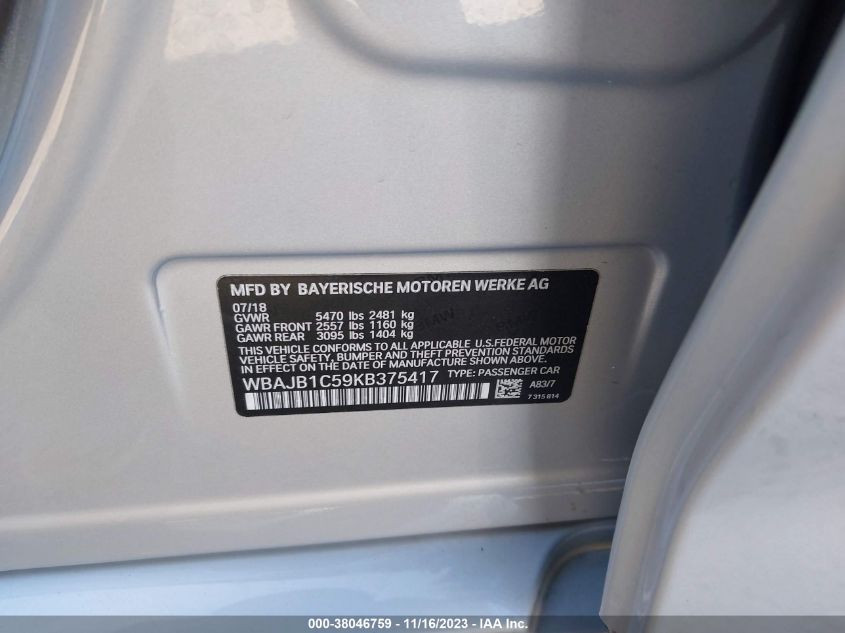 MFD BY BAYERISCHE MOTOREN WERKE AG
07/18
GVWR 5470 lbs 2481 kg
GAWR FRONT 2557 lbs 1160 kg
GAWR REAR 3095 lbs 1404 kg
THIS VEHICLE CONFORMS TO ALL APPLICABLE U.S.FEDERAL MOTOR
VEHICLE SAFETY, BUMPER AND THEFT PREVENTION STANDARDS
IN EFFECT ON THE DATE OF MANUFACTURE SHOWN ABOVE.
WBAJB1C59KB375417 TYPE: PASSENGER CAR
A83/7
7 315 814
000-38046759 - 11/16/2023 - IAA Inc.